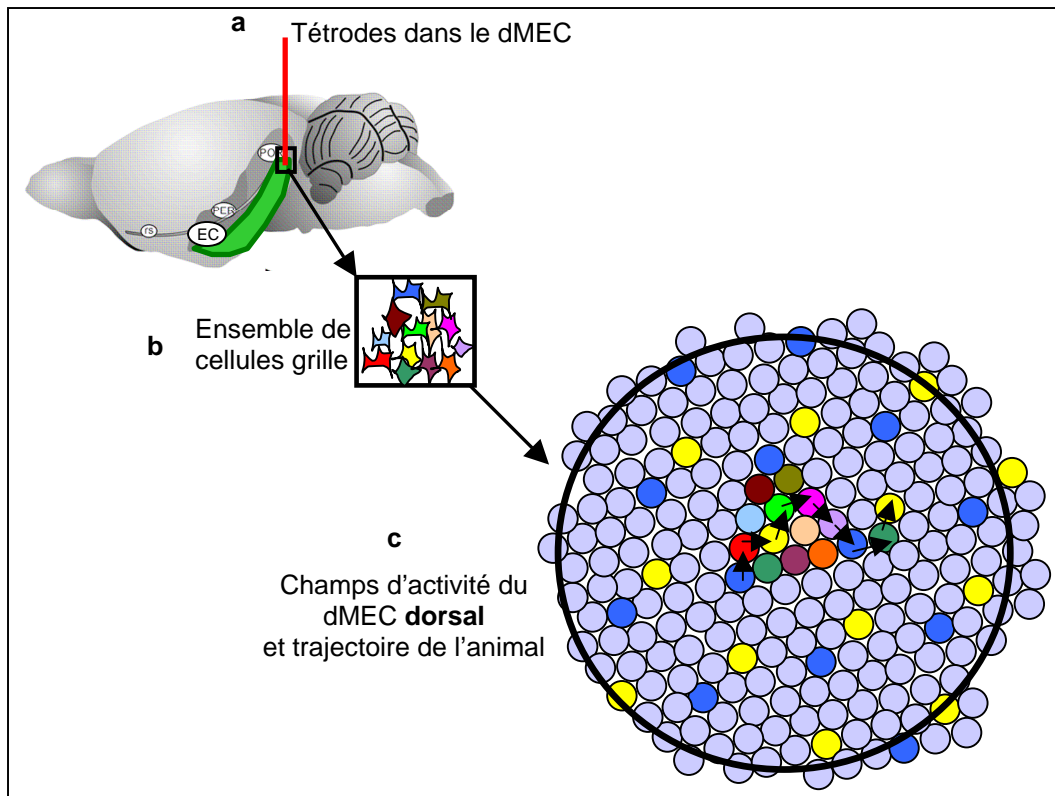 a
Tétrodes dans le dMEC
PER
rs
EC
b
Ensemble de
cellules grille
c
Champs d'activité du
dMEC dorsal
et trajectoire de l'animal